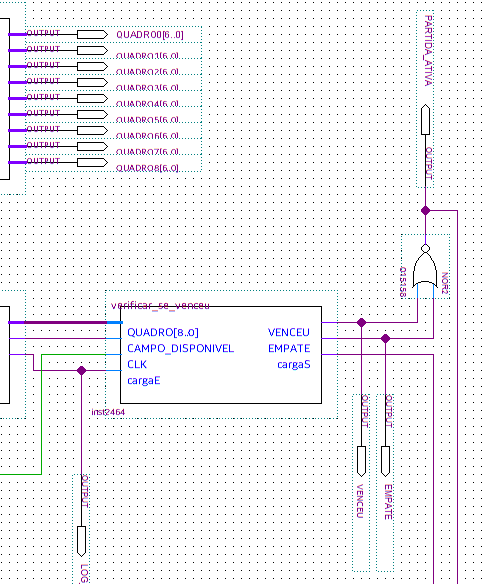 OUTPUT QUADRO0[6..0]
OUTPUT QUADRO1[6..0]
OUTPUT QUADRO2[6..0]
OUTPUT QUADRO3[6..0]
OUTPUT QUADRO4[6..0]
OUTPUT QUADRO5[6..0]
OUTPUT QUADRO6[6..0]
OUTPUT QUADRO7[6..0]
OUTPUT QUADRO8[6..0]
PARTIDA_ATIVA
OUTPUT
NOR2
verificar_se_venceu
QUADRO[8..0] VENCEU
CAMPO_DISPONIVEL EMPATE
CLK cargaS
cargaE
inst2464
OUTPUT
VENCEU
OUTPUT
EMPATE
OUTPUT
LOG